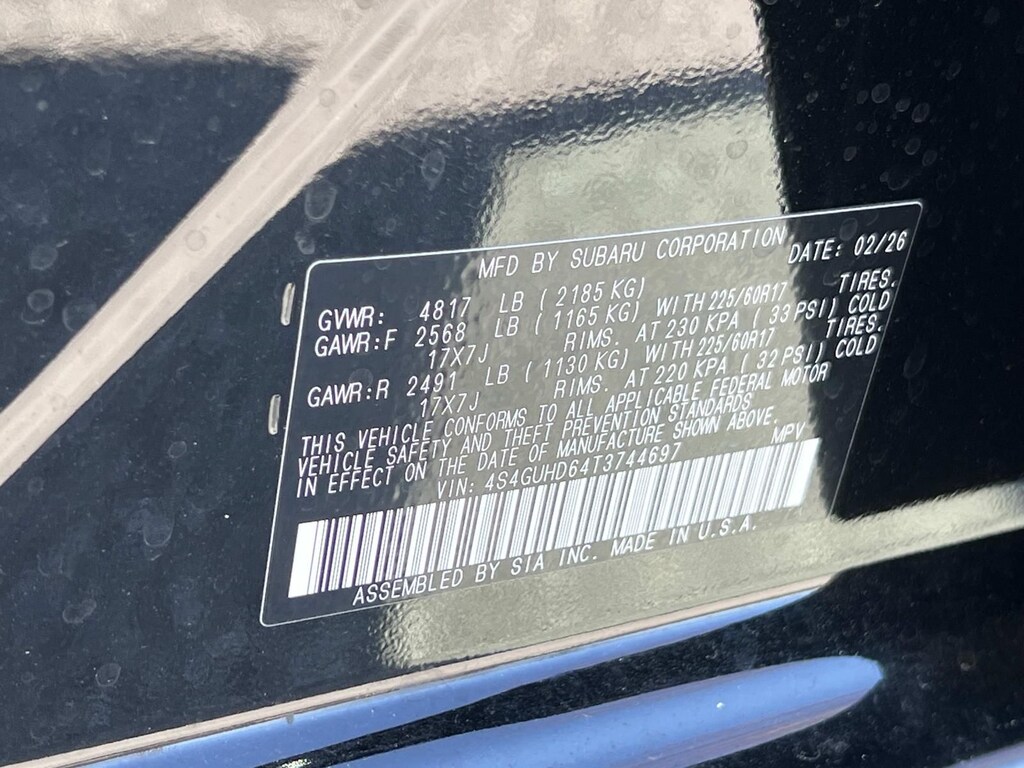 MFD BY SUBARU CORPORATION DATE: 02/26
GVWR: 4817 LB ( 2185 KG)
GAWR:F 2568 LB ( 1165 KG) WITH 225/60R17 TIRES.
17X7J RIMS. AT 230 KPA ( 33 PSI) COLD
GAWR:R 2491 LB ( 1130 KG) WITH 225/60R17 TIRES.
17X7J RIMS. AT 220 KPA ( 32 PSI) COLD
THIS VEHICLE CONFORMS TO ALL APPLICABLE FEDERAL MOTOR
VEHICLE SAFETY AND THEFT PREVENTION STANDARDS
IN EFFECT ON THE DATE OF MANUFACTURE SHOWN ABOVE.
VIN: 4S4GUHD64T3744697 MPV
ASSEMBLED BY SIA INC. MADE IN U.S.A.